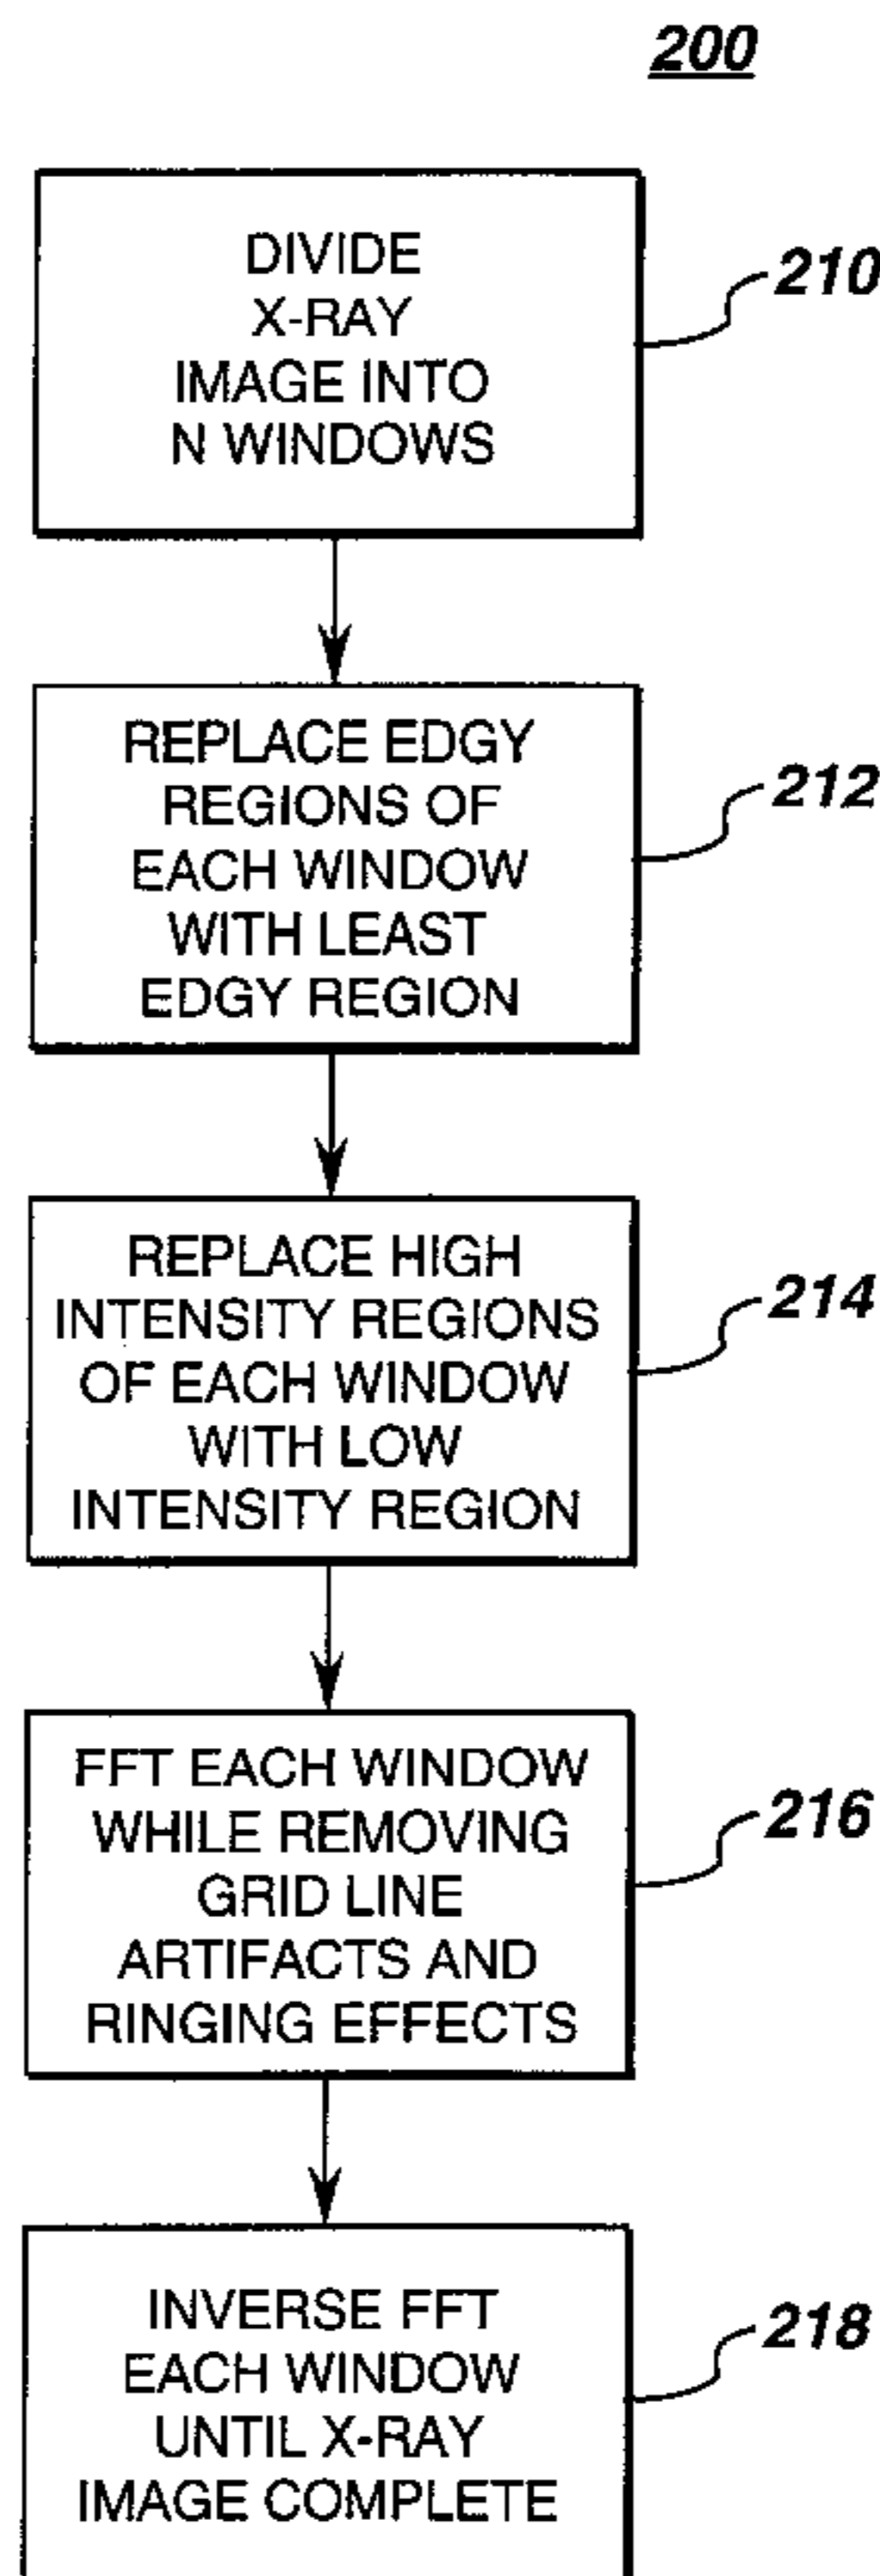 200
DIVIDE
X-RAY
IMAGE INTO
N WINDOWS
210
REPLACE EDGY
REGIONS OF
EACH WINDOW
WITH LEAST
EDGY REGION
212
REPLACE HIGH
INTENSITY REGIONS
OF EACH WINDOW
WITH LOW
INTENSITY REGION
214
FFT EACH WINDOW
WHILE REMOVING
GRID LINE
ARTIFACTS AND
RINGING EFFECTS
216
INVERSE FFT
EACH WINDOW
UNTIL X-RAY
IMAGE COMPLETE
218